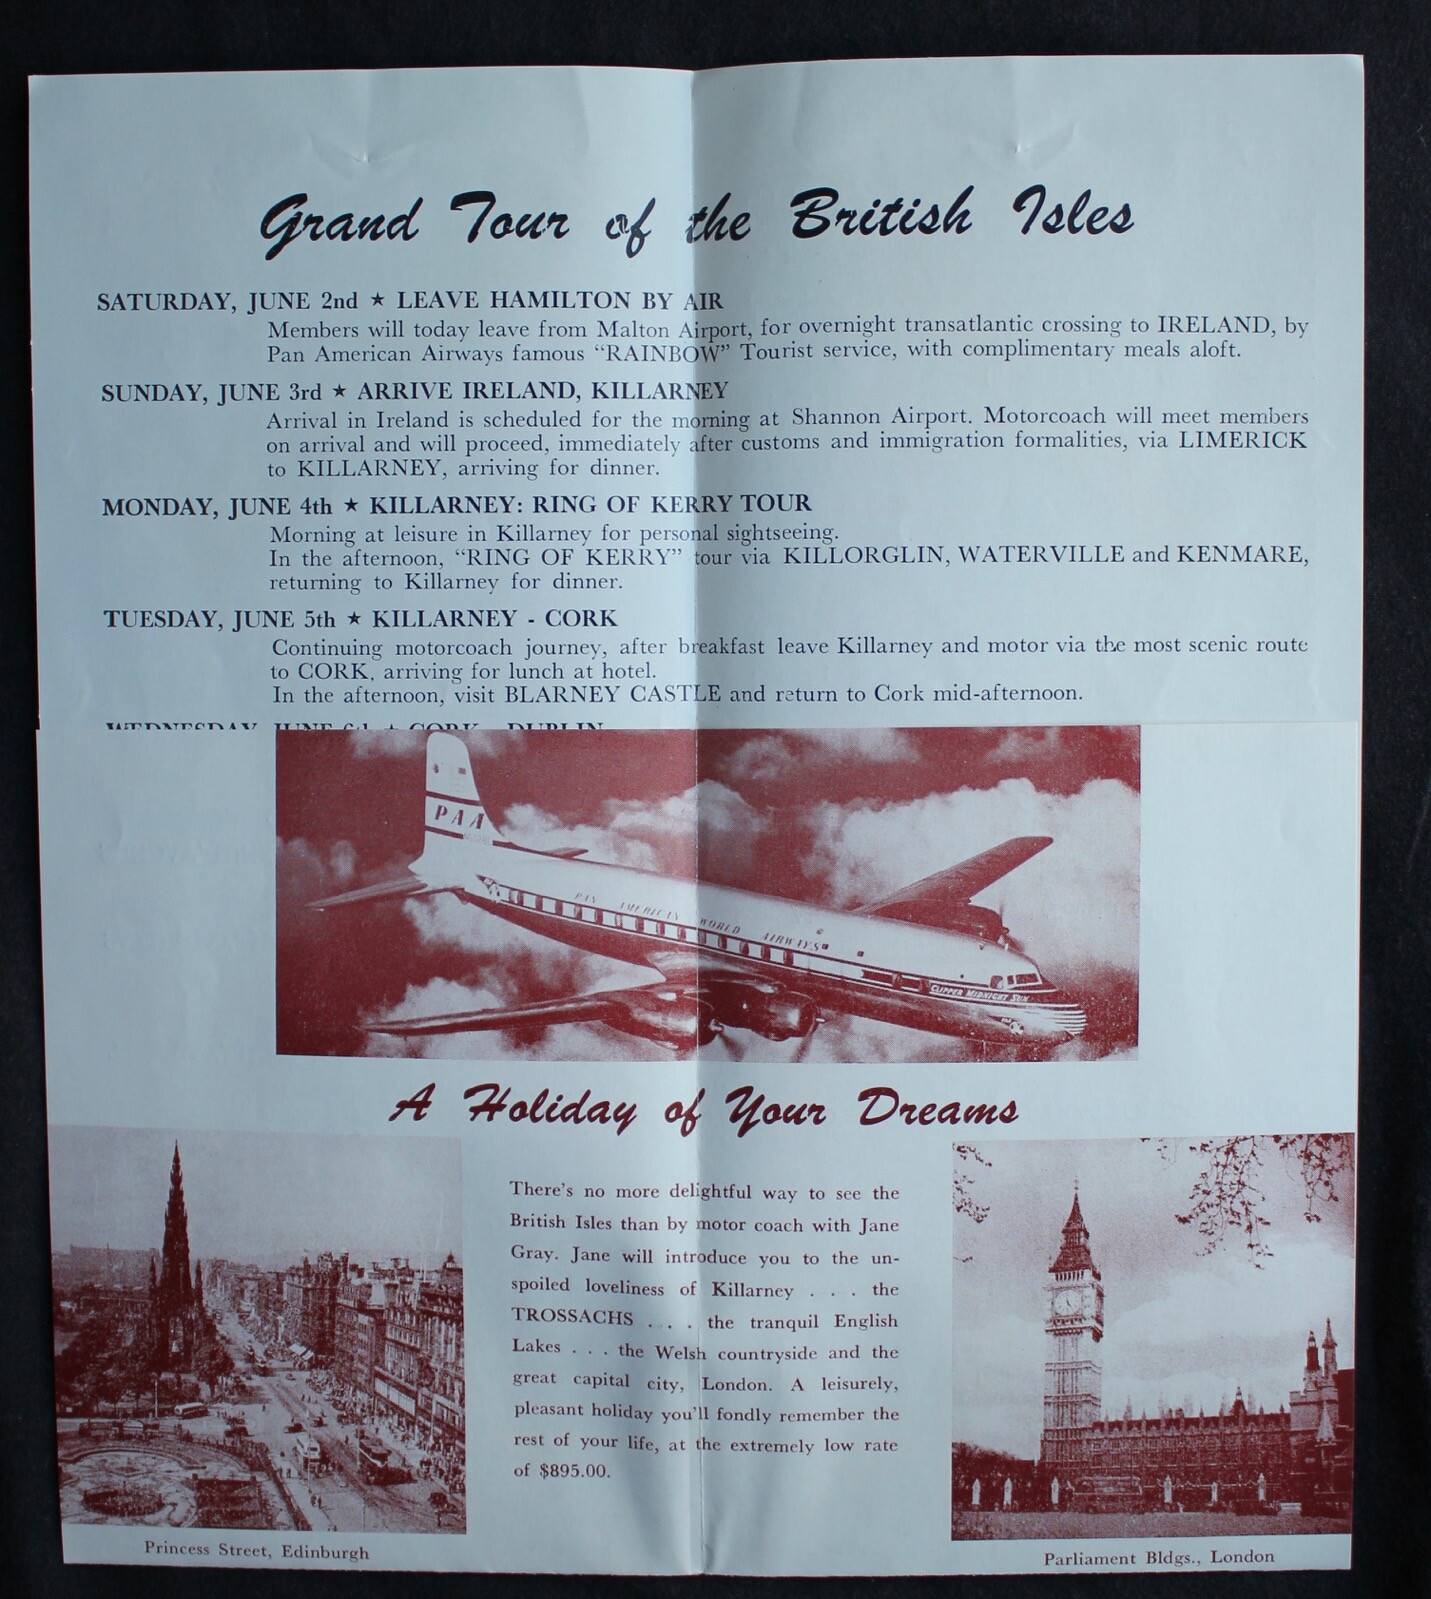 Grand Tour of the British Isles
SATURDAY, JUNE 2nd ★ LEAVE HAMILTON BY AIR
Members will today leave from Malton Airport, for overnight transatlantic crossing to IRELAND, by
Pan American Airways famous “RAINBOW” Tourist service, with complimentary meals aloft.
SUNDAY, JUNE 3rd ★ ARRIVE IRELAND, KILLARNEY
Arrival in Ireland is scheduled for the morning at Shannon Airport. Motorcoach will meet members
on arrival and will proceed, immediately after customs and immigration formalities, via LIMERICK
to KILLARNEY, arriving for dinner.
MONDAY, JUNE 4th ★ KILLARNEY: RING OF KERRY TOUR
Morning at leisure in Killarney for personal sightseeing.
In the afternoon, “RING OF KERRY” tour via KILLORGLIN, WATERVILLE and KENMARE,
returning to Killarney for dinner.
TUESDAY, JUNE 5th ★ KILLARNEY - CORK
Continuing motorcoach journey, after breakfast leave Killarney and motor via the most scenic route
to CORK, arriving for lunch at hotel.
In the afternoon, visit BLARNEY CASTLE and return to Cork mid-afternoon.
WEDNESDAY, JUNE 6th ★ CORK - DUBLIN
PAA
PAN AMERICAN WORLD AIRWAYS
CLIPPER MIDNIGHT SUN
A Holiday of Your Dreams
There's no more delightful way to see the
British Isles than by motor coach with Jane
Gray. Jane will introduce you to the un-
spoiled loveliness of Killarney . . . the
TROSSACHS . . . the tranquil English
Lakes . . . the Welsh countryside and the
great capital city, London. A leisurely,
pleasant holiday you'll fondly remember the
rest of your life, at the extremely low rate
of $895.00.
Princess Street, Edinburgh
Parliament Bldgs., London